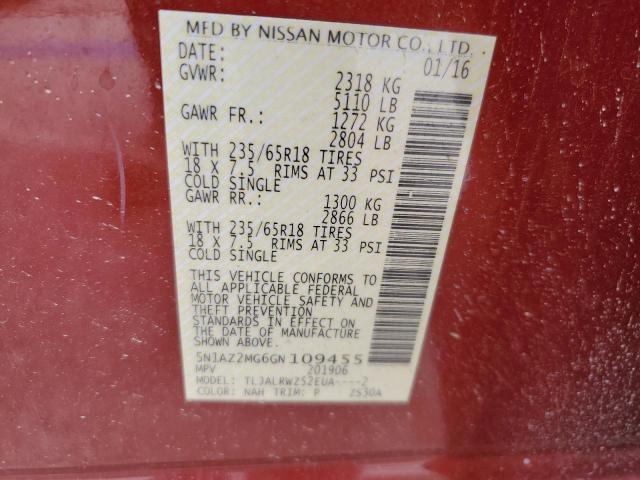 MFD BY NISSAN MOTOR CO., LTD.
DATE: 01/16
GVWR: 2318 KG
5110 LB
GAWR FR.: 1272 KG
2804 LB
WITH 235/65R18 TIRES
18 X 7.5 RIMS AT 33 PSI
COLD SINGLE
GAWR RR.: 1300 KG
2866 LB
WITH 235/65R18 TIRES
18 X 7.5 RIMS AT 33 PSI
COLD SINGLE
THIS VEHICLE CONFORMS TO
ALL APPLICABLE FEDERAL
MOTOR VEHICLE SAFETY AND
THEFT PREVENTION
STANDARDS IN EFFECT ON
THE DATE OF MANUFACTURE
SHOWN ABOVE.
5N1AZ2MG6GN109455
MPV 201906
MODEL: TLJALRWZ52EUA----2
COLOR: NAH TRIM: P ZS30A